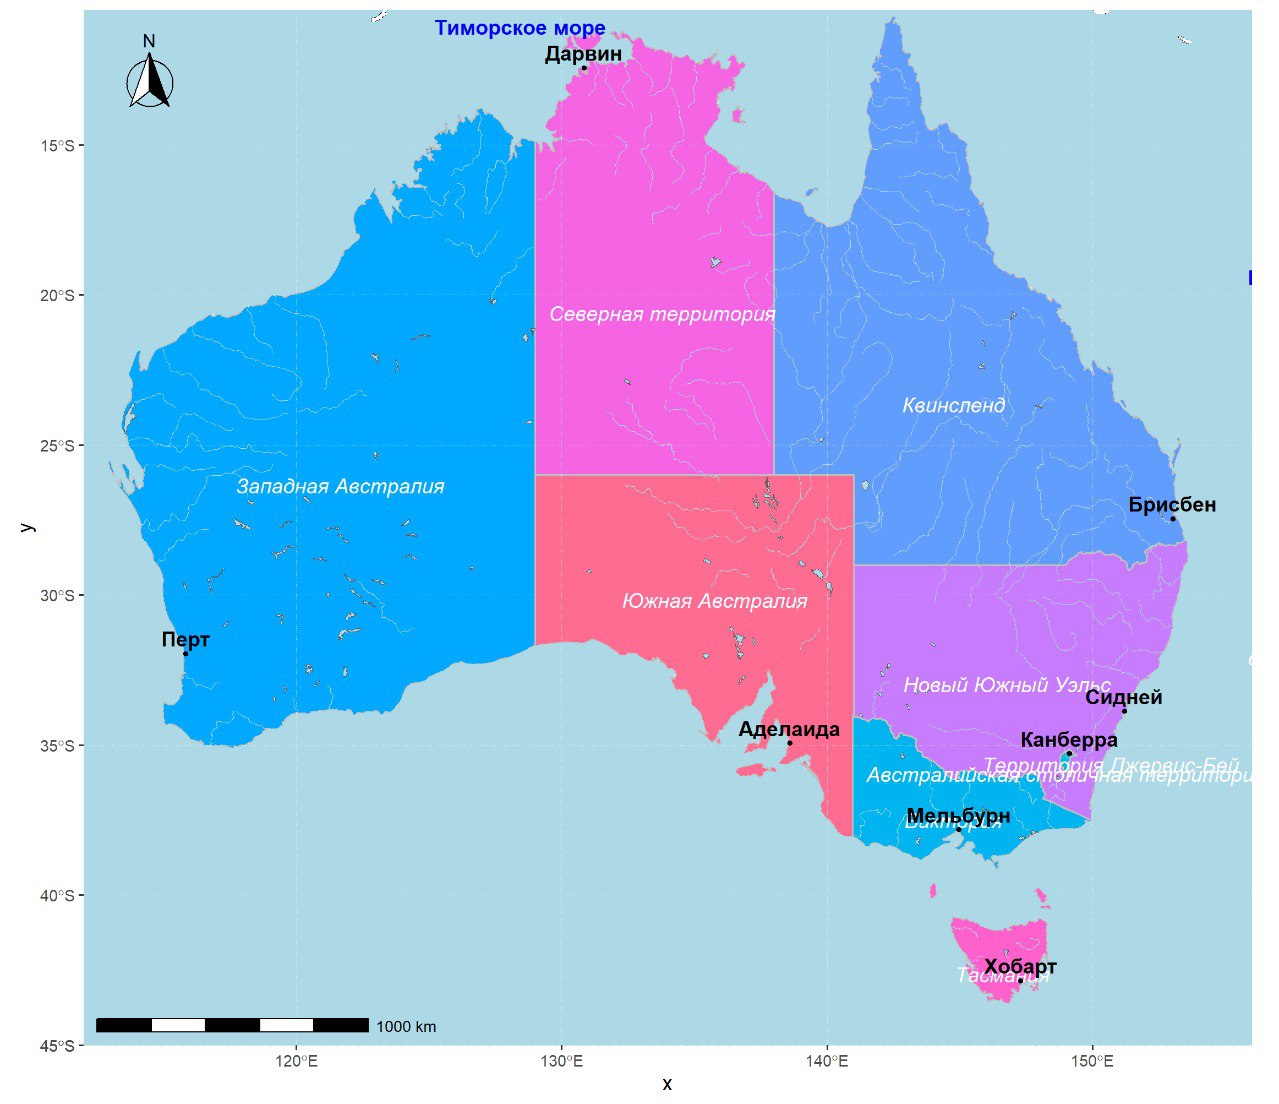 Тиморское море
N
Дарвин
15°S
20°S
Северная территория
Квинсленд
25°S
Западная Австралия
Брисбен
y
30°S
Южная Австралия
Перт
Новый Южный Уэльс
Сидней
Аделаида
35°S
Канберра
Территория Джервис-Бей
Австралийская столичная территори
Мельбурн
Виктория
40°S
Хобарт
Тасмания
1000 km
45°S
120°E
130°E
140°E
150°E
x